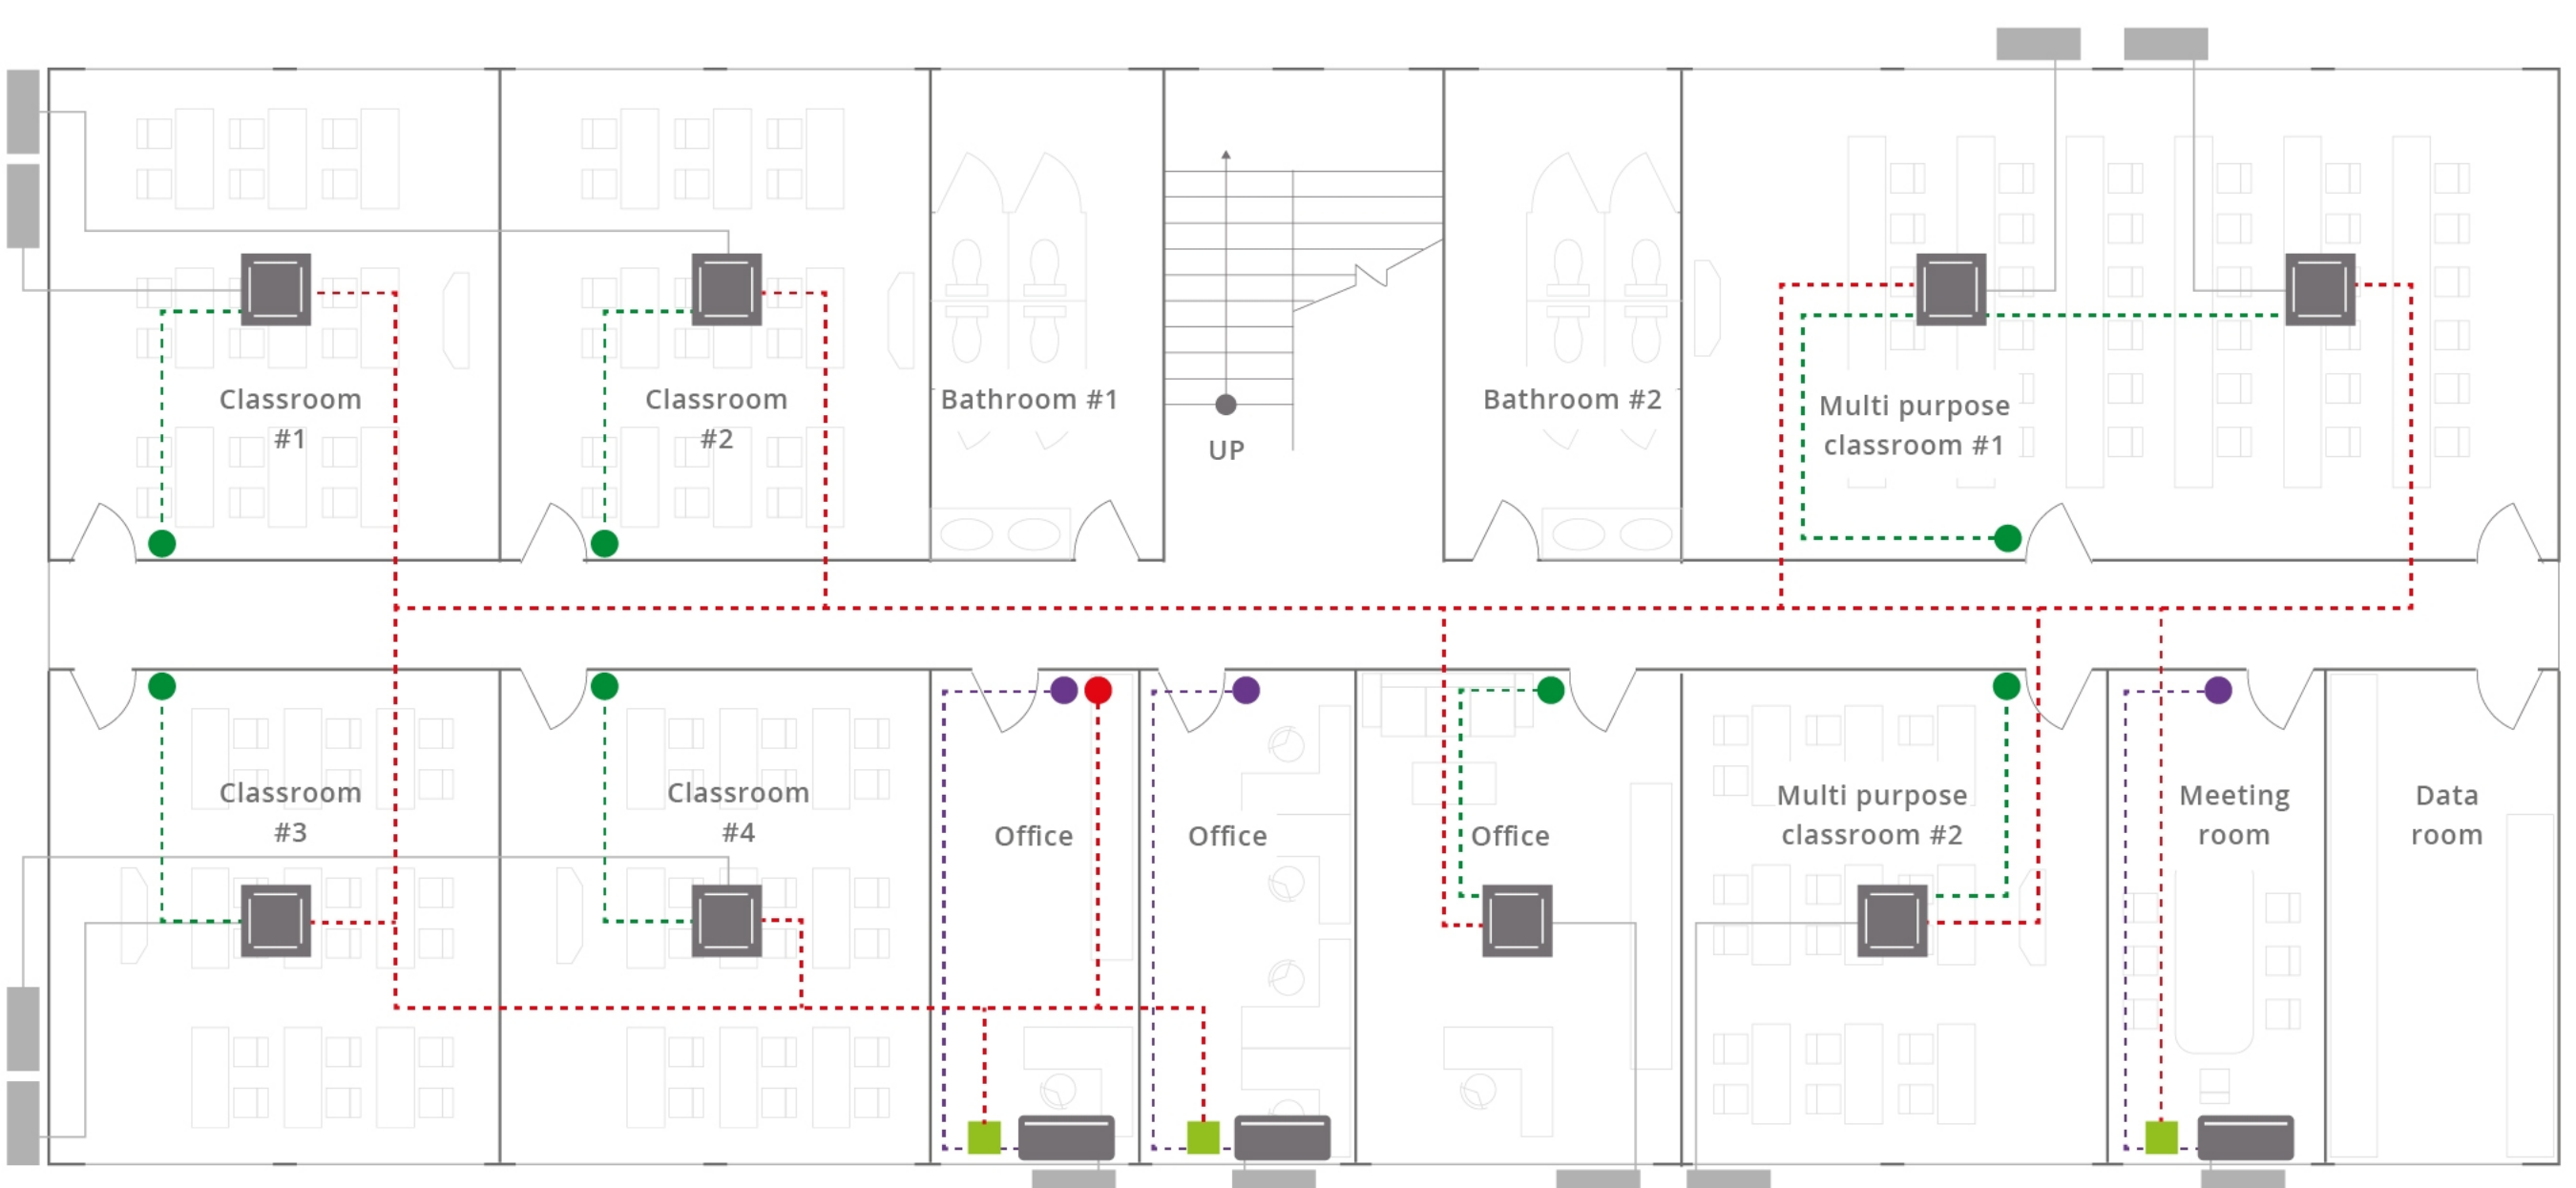 Classroom
#1
Classroom
#2
Bathroom #1
UP
Bathroom #2
Multi purpose
classroom #1
Classroom
#3
Classroom
#4
Office
Office
Office
Multi purpose
classroom #2
Meeting
room
Data
room